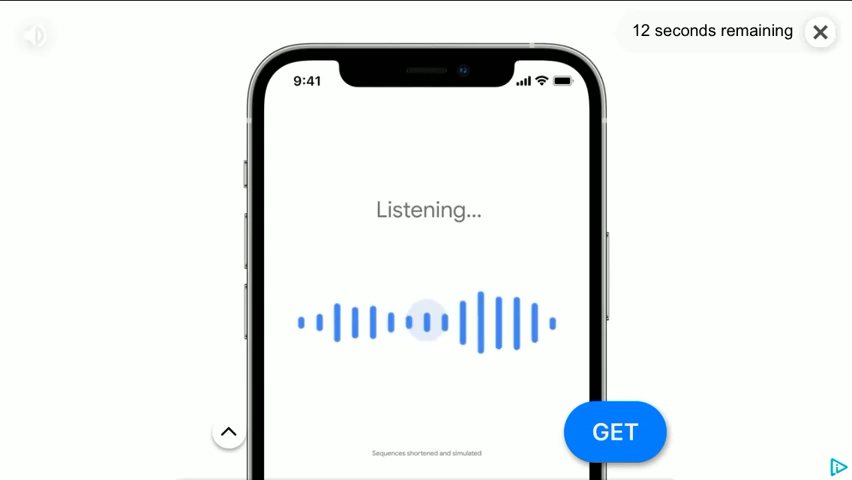 12 seconds remaining
9:41
Listening...
GET
Sequences shortened and simulated